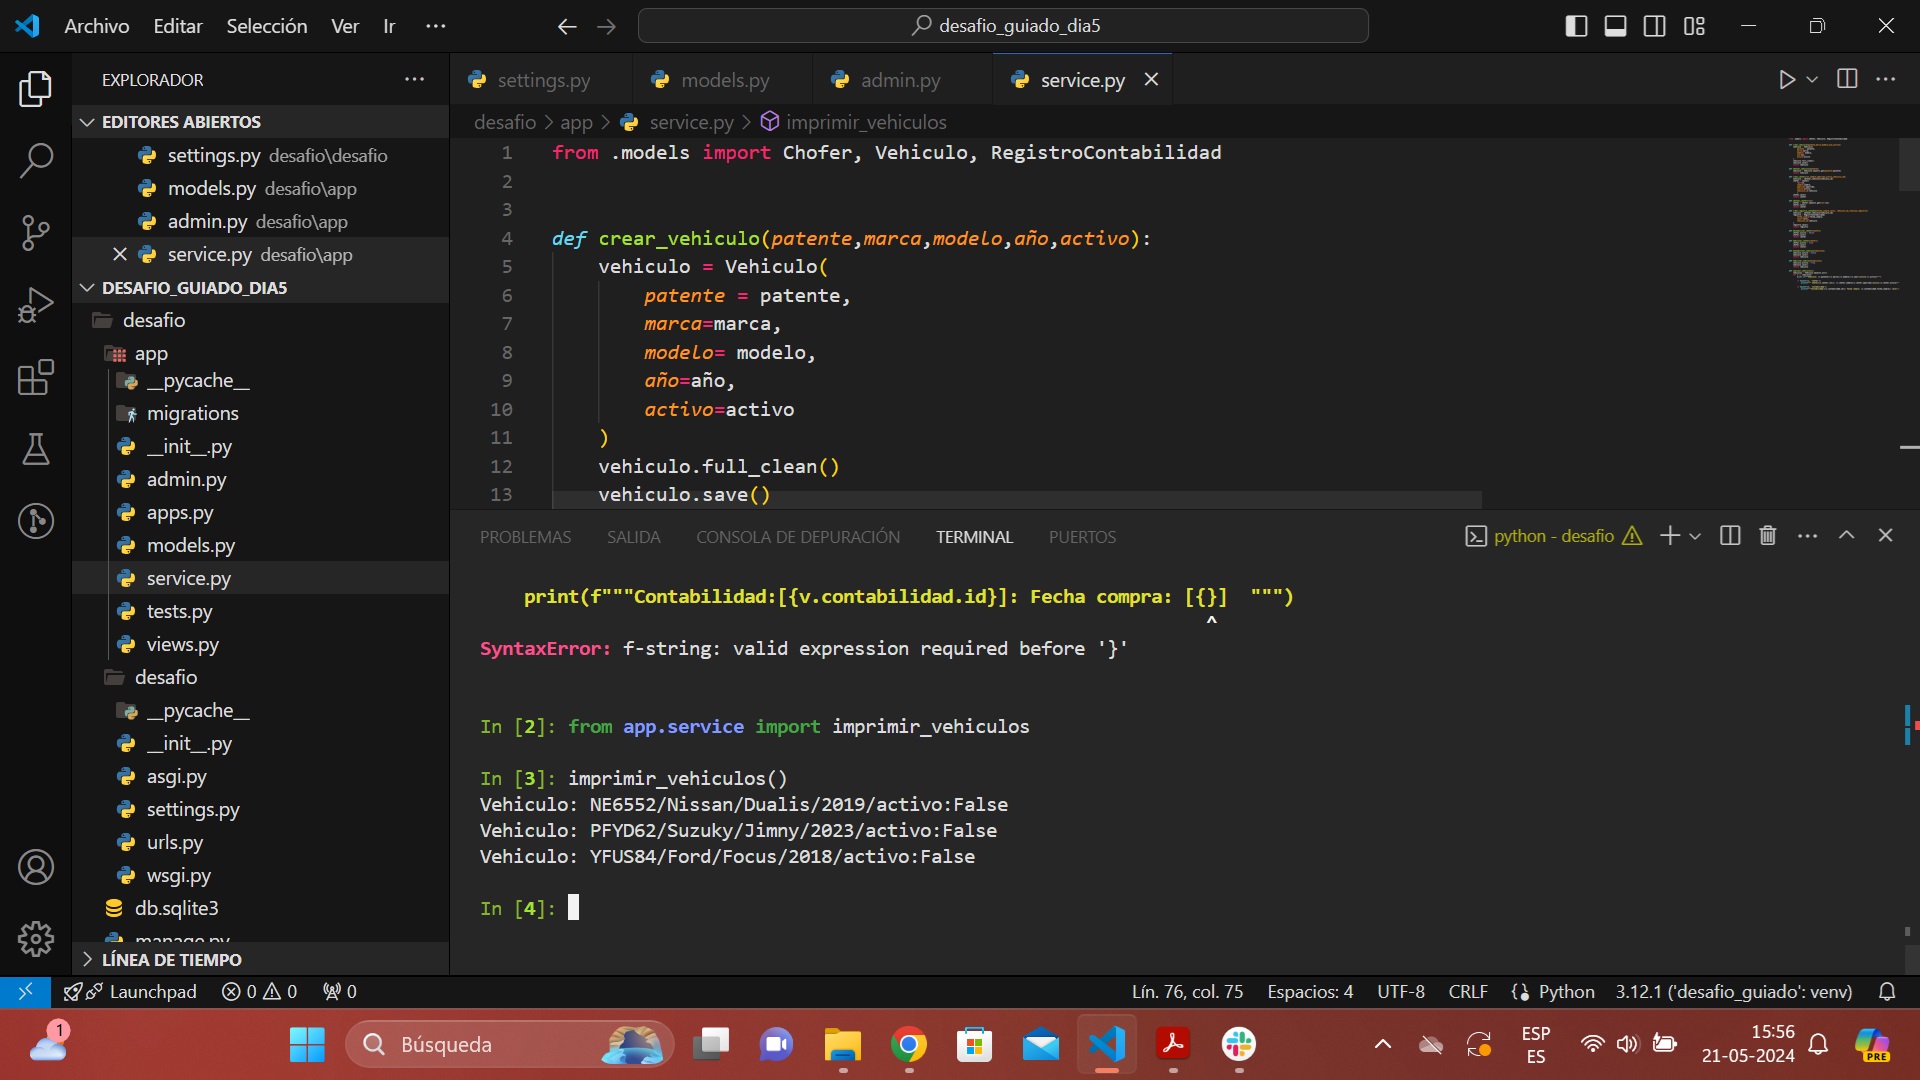 Archivo Editar Selección Ver Ir ··· desafio_guiado_dia5
EXPLORADOR ···
EDITORES ABIERTOS
settings.py desafio\desafio
models.py desafio\app
admin.py desafio\app
service.py desafio\app
DESAFIO_GUIADO_DIA5
desafio
app
__pycache__
migrations
__init__.py
admin.py
apps.py
models.py
service.py
tests.py
views.py
desafio
__pycache__
__init__.py
asgi.py
settings.py
urls.py
wsgi.py
db.sqlite3
manage.py
LÍNEA DE TIEMPO
settings.py models.py admin.py service.py
desafio > app > service.py > imprimir_vehiculos
1 from .models import Chofer, Vehiculo, RegistroContabilidad
2
3
4 def crear_vehiculo(patente,marca,modelo,año,activo):
5 vehiculo = Vehiculo(
6 patente = patente,
7 marca=marca,
8 modelo= modelo,
9 año=año,
10 activo=activo
11 )
12 vehiculo.full_clean()
13 vehiculo.save()
PROBLEMAS SALIDA CONSOLA DE DEPURACIÓN TERMINAL PUERTOS python - desafio
print(f"""Contabilidad:[{v.contabilidad.id}]: Fecha compra: [{}]  """)
^
SyntaxError: f-string: valid expression required before '}'
In [2]: from app.service import imprimir_vehiculos
In [3]: imprimir_vehiculos()
Vehiculo: NE6552/Nissan/Dualis/2019/activo:False
Vehiculo: PFYD62/Suzuky/Jimny/2023/activo:False
Vehiculo: YFUS84/Ford/Focus/2018/activo:False
In [4]:
Launchpad 0 0 0 Lín. 76, col. 75 Espacios: 4 UTF-8 CRLF Python 3.12.1 ('desafio_guiado': venv)
1 Búsqueda ESP
ES
15:56
21-05-2024
PRE